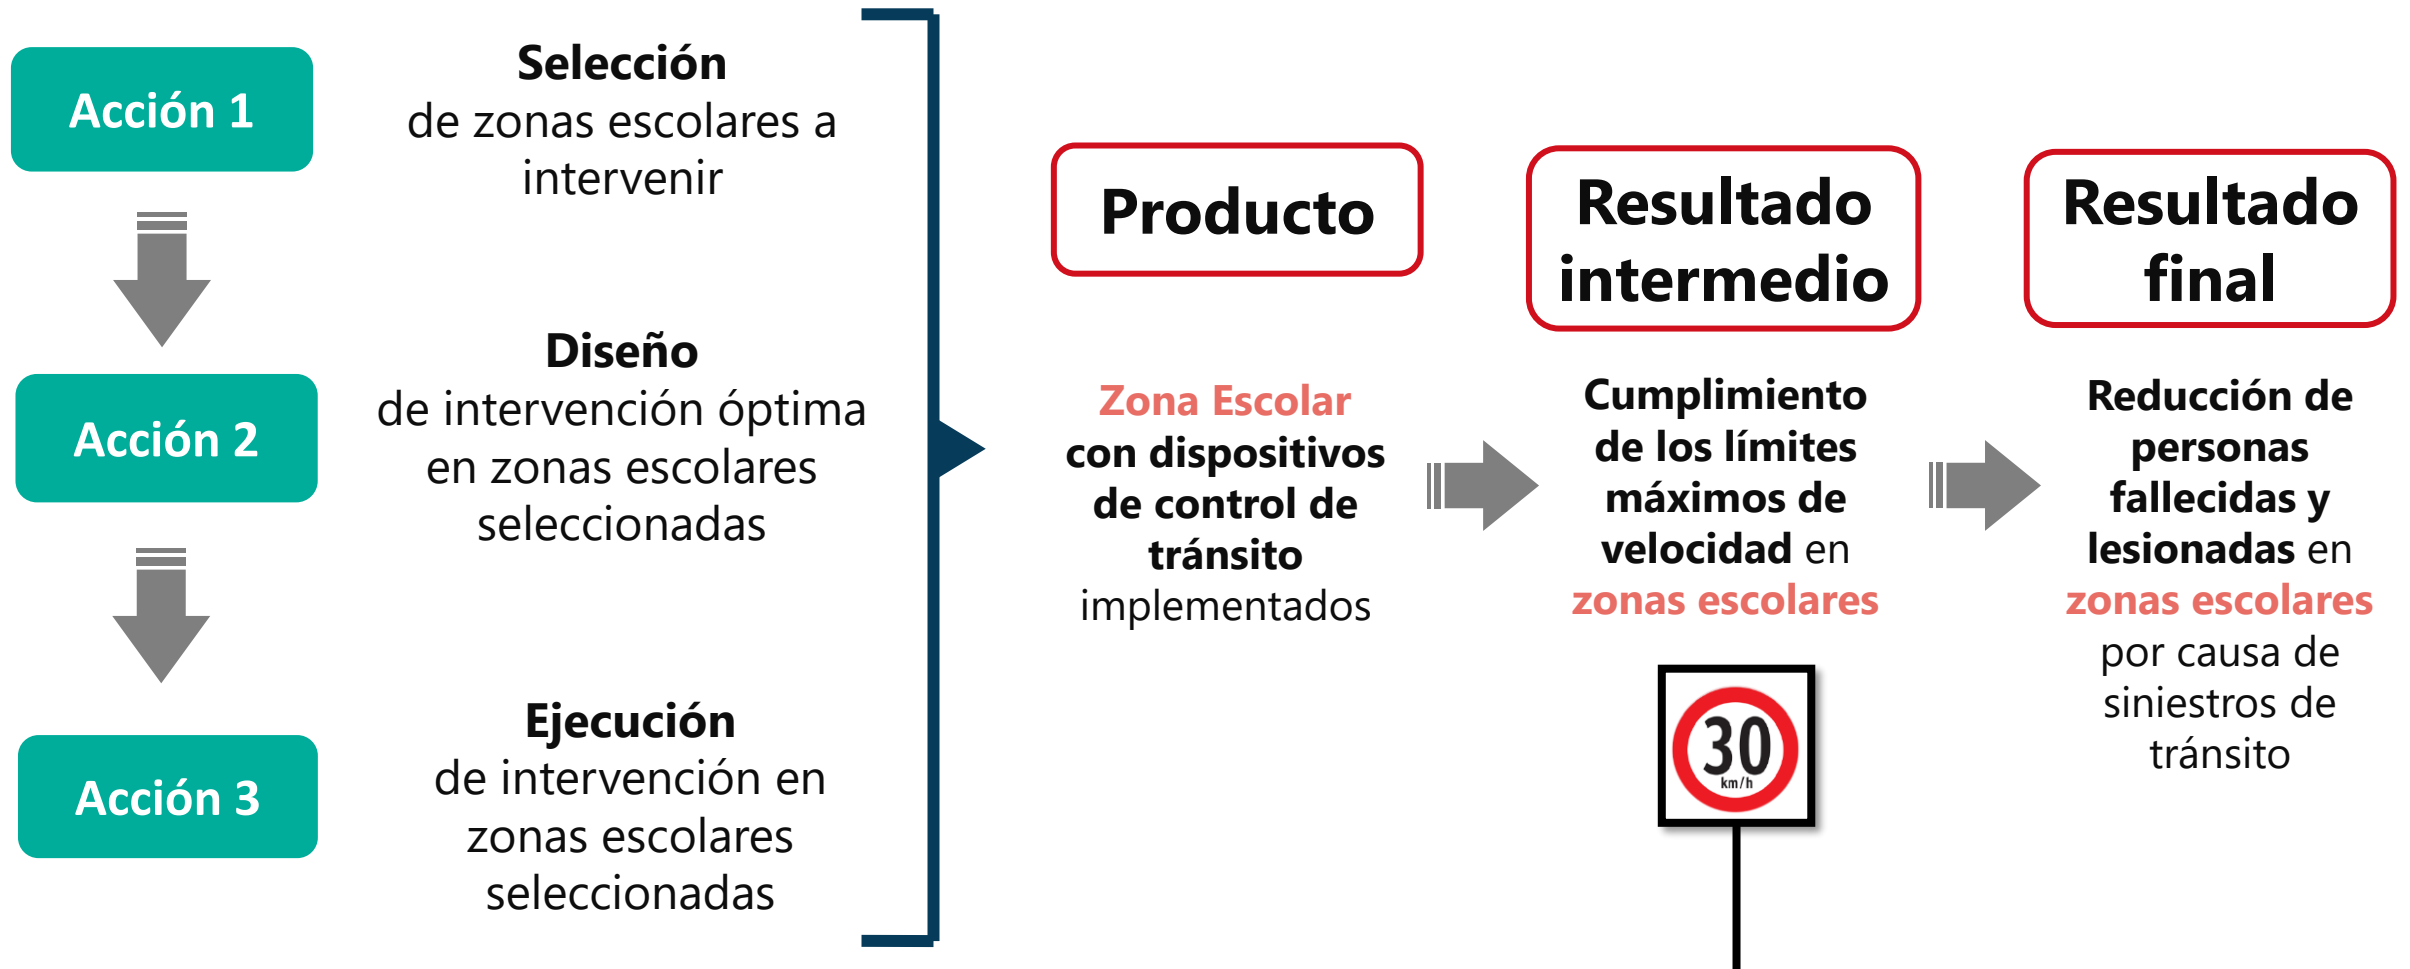 Acción 1
Selección
de zonas escolares a
intervenir
Acción 2
Diseño
de intervención óptima
en zonas escolares
seleccionadas
Acción 3
Ejecución
de intervención en
zonas escolares
seleccionadas
Producto
Zona Escolar
con dispositivos
de control de
tránsito
implementados
Resultado
intermedio
Cumplimiento
de los límites
máximos de
velocidad en
zonas escolares
30
km/h
Resultado
final
Reducción de
personas
fallecidas y
lesionadas en
zonas escolares
por causa de
siniestros de
tránsito